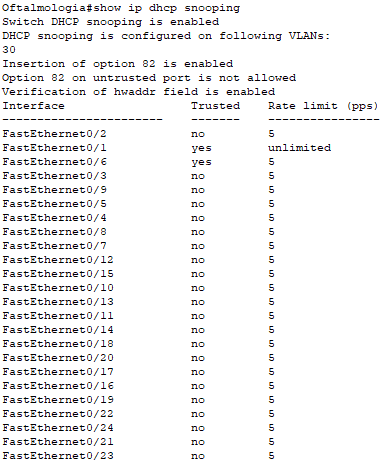 Oftalmologia#show ip dhcp snooping
Switch DHCP snooping is enabled
DHCP snooping is configured on following VLANs:
30
Insertion of option 82 is enabled
Option 82 on untrusted port is not allowed
Verification of hwaddr field is enabled
Interface Trusted Rate limit (pps)
----------------------- ------- ----------------
FastEthernet0/2 no 5
FastEthernet0/1 yes unlimited
FastEthernet0/6 yes 5
FastEthernet0/3 no 5
FastEthernet0/9 no 5
FastEthernet0/5 no 5
FastEthernet0/4 no 5
FastEthernet0/8 no 5
FastEthernet0/7 no 5
FastEthernet0/12 no 5
FastEthernet0/15 no 5
FastEthernet0/10 no 5
FastEthernet0/13 no 5
FastEthernet0/11 no 5
FastEthernet0/14 no 5
FastEthernet0/18 no 5
FastEthernet0/20 no 5
FastEthernet0/17 no 5
FastEthernet0/16 no 5
FastEthernet0/19 no 5
FastEthernet0/22 no 5
FastEthernet0/24 no 5
FastEthernet0/21 no 5
FastEthernet0/23 no 5